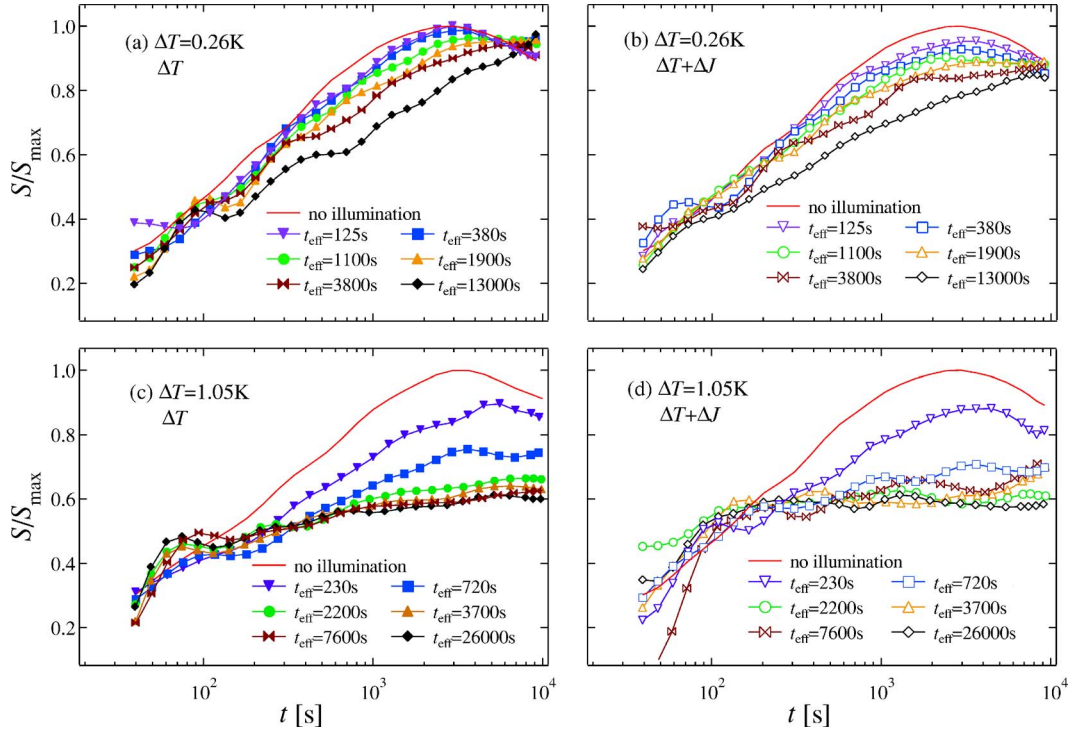 (a) ΔT=0.26K
ΔT
1.0
0.8
0.6
0.4
0.2
S/Smax
no illumination
teff=125s teff=380s
teff=1100s teff=1900s
teff=3800s teff=13000s
(b) ΔT=0.26K
ΔT+ΔJ
no illumination
teff=125s teff=380s
teff=1100s teff=1900s
teff=3800s teff=13000s
(c) ΔT=1.05K
ΔT
1.0
0.8
0.6
0.4
0.2
S/Smax
no illumination
teff=230s teff=720s
teff=2200s teff=3700s
teff=7600s teff=26000s
10² 10³ 10⁴
t [s]
(d) ΔT=1.05K
ΔT+ΔJ
no illumination
teff=230s teff=720s
teff=2200s teff=3700s
teff=7600s teff=26000s
10² 10³ 10⁴
t [s]